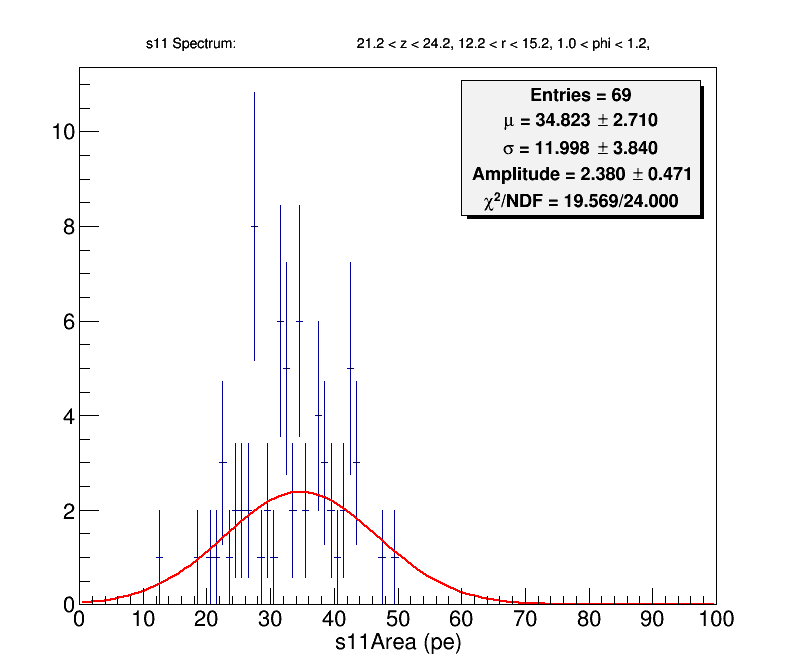 s11 Spectrum: 21.2 < z < 24.2, 12.2 < r < 15.2, 1.0 < phi < 1.2,
Entries = 69
μ = 34.823 ± 2.710
σ = 11.998 ± 3.840
Amplitude = 2.380 ± 0.471
χ²/NDF = 19.569/24.000
10
8
6
4
2
0
0 10 20 30 40 50 60 70 80 90 100
s11Area (pe)